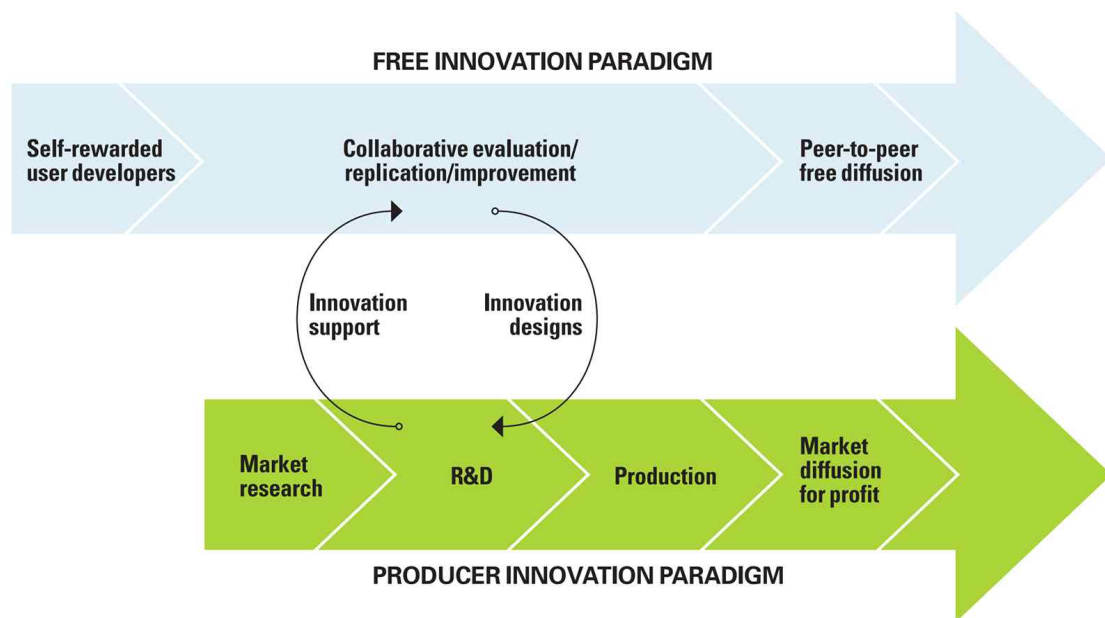 FREE INNOVATION PARADIGM
Self-rewarded
user developers
Collaborative evaluation/
replication/improvement
Peer-to-peer
free diffusion
Innovation
support
Innovation
designs
Market
research
R&D
Production
Market
diffusion
for profit
PRODUCER INNOVATION PARADIGM